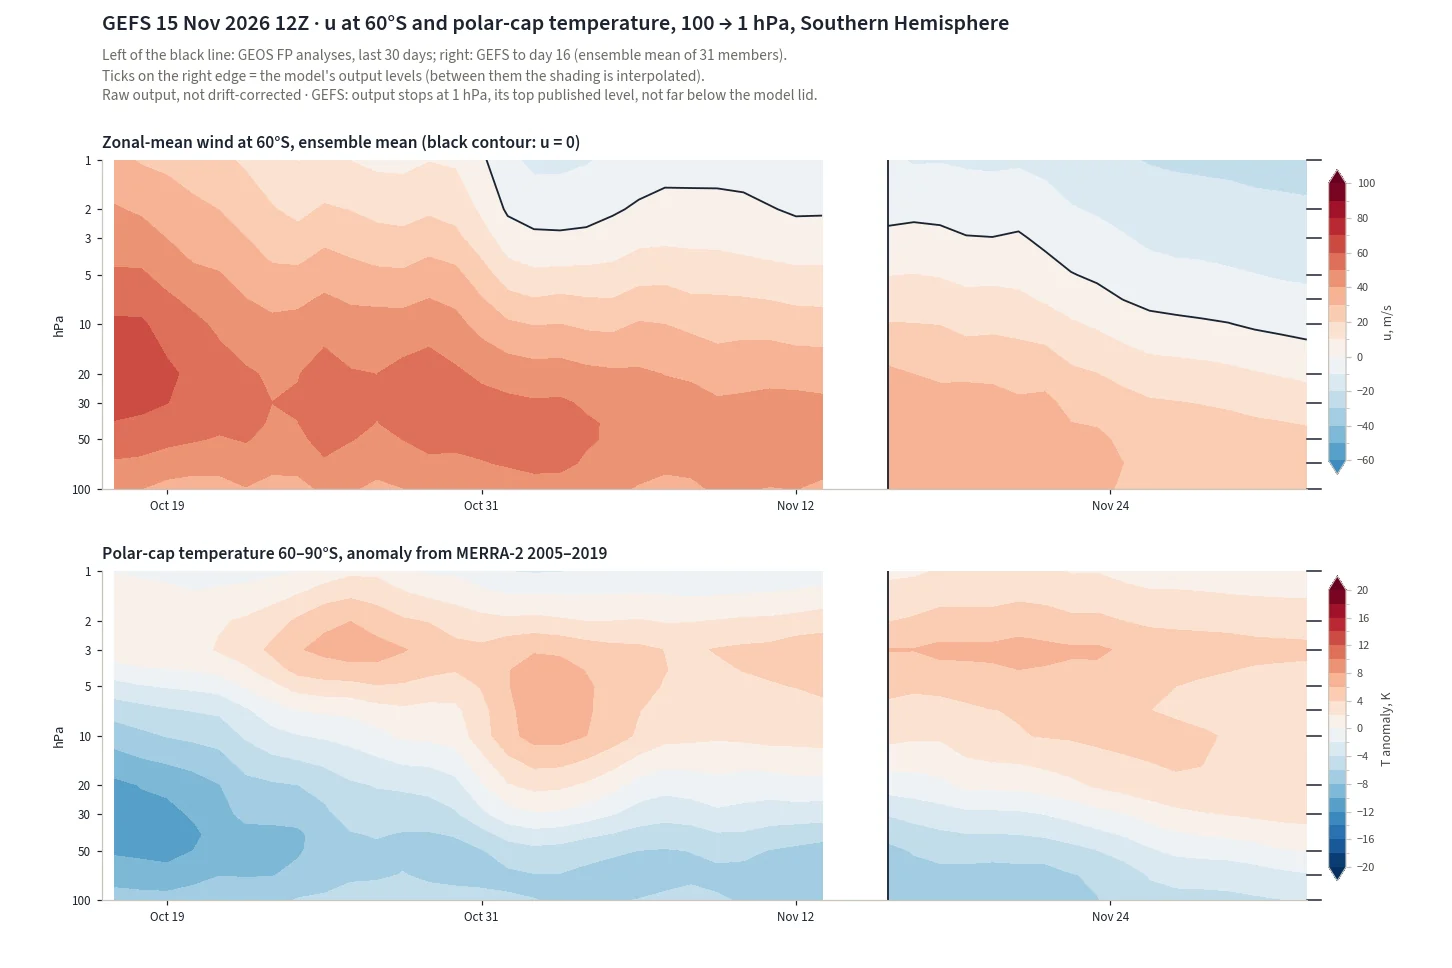 GEFS 15 Nov 2026 12Z · u at 60°S and polar-cap temperature, 100 → 1 hPa, Southern Hemisphere
Left of the black line: GEOS FP analyses, last 30 days; right: GEFS to day 16 (ensemble mean of 31 members).
Ticks on the right edge = the model's output levels (between them the shading is interpolated).
Raw output, not drift-corrected · GEFS: output stops at 1 hPa, its top published level, not far below the model lid.
Zonal-mean wind at 60°S, ensemble mean (black contour: u = 0)
1
2
3
5
10
20
30
50
100
hPa
Oct 19
Oct 31
Nov 12
Nov 24
100
80
60
40
20
0
−20
−40
−60
u, m/s
Polar-cap temperature 60–90°S, anomaly from MERRA-2 2005–2019
1
2
3
5
10
20
30
50
100
hPa
Oct 19
Oct 31
Nov 12
Nov 24
20
16
12
8
4
0
−4
−8
−12
−16
−20
T anomaly, K